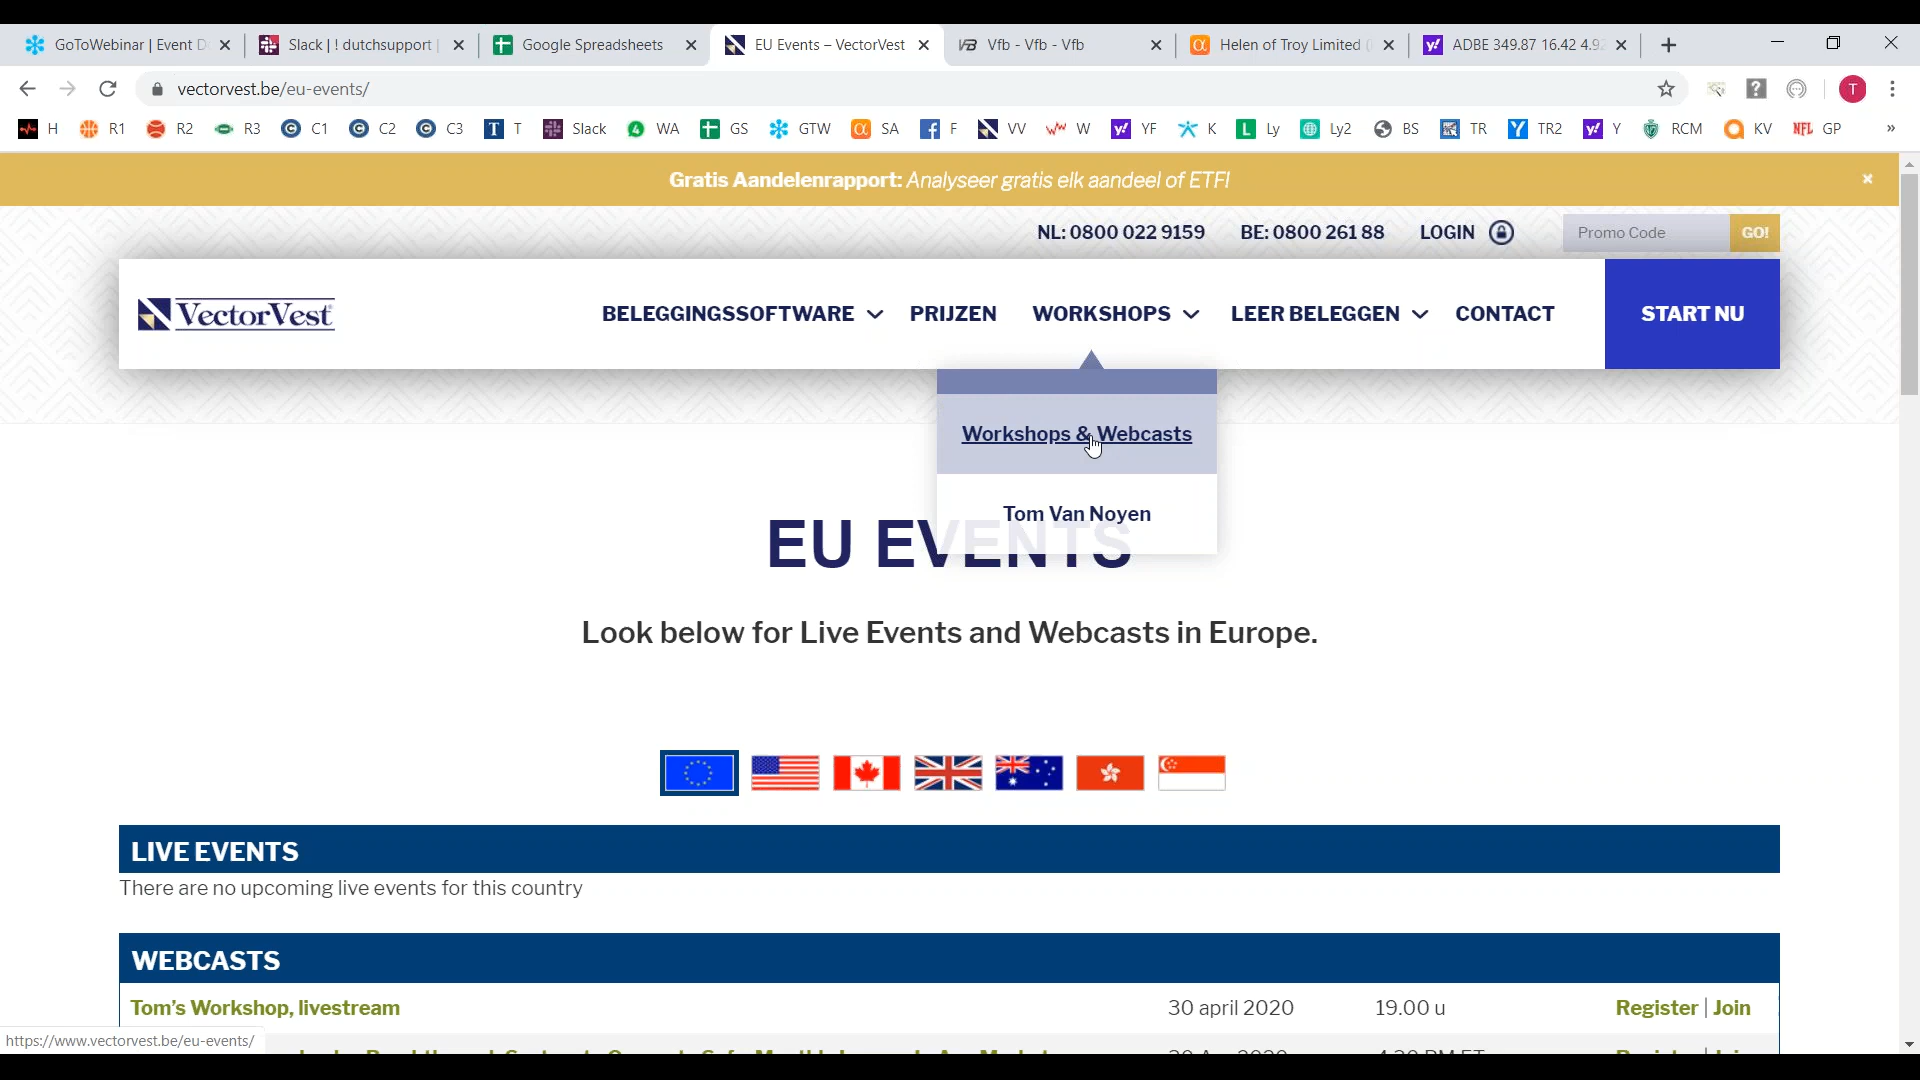 GoToWebinar | Event D
Slack | ! dutchsupport |
Google Spreadsheets
EU Events – VectorVest
Vfb - Vfb - Vfb
Helen of Troy Limited (
ADBE 349.87 16.42 4.92
vectorvest.be/eu-events/
T
H R1 R2 R3 C1 C2 C3 T Slack WA GS GTW SA F VV W YF K Ly Ly2 BS TR TR2 Y RCM KV GP »
Gratis Aandelenrapport: Analyseer gratis elk aandeel of ETF!
NL: 0800 022 9159 BE: 0800 261 88 LOGIN Promo Code GO!
VectorVest
BELEGGINGSSOFTWARE PRIJZEN WORKSHOPS LEER BELEGGEN CONTACT START NU
Workshops & Webcasts
Tom Van Noyen
EU EVENTS
Look below for Live Events and Webcasts in Europe.
LIVE EVENTS
There are no upcoming live events for this country
WEBCASTS
Tom's Workshop, livestream 30 april 2020 19.00 u Register | Join
https://www.vectorvest.be/eu-events/